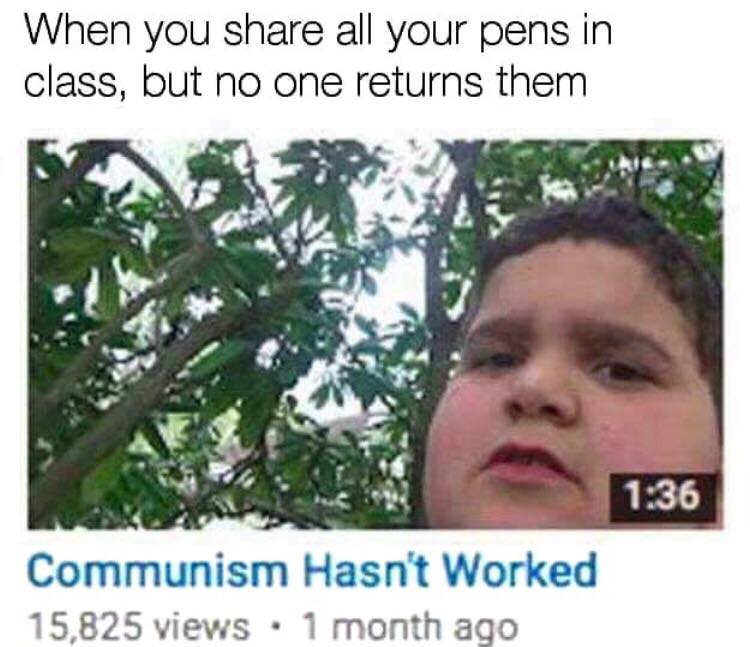 When you share all your pens in
class, but no one returns them
1:36
Communism Hasn't Worked
15,825 views • 1 month ago